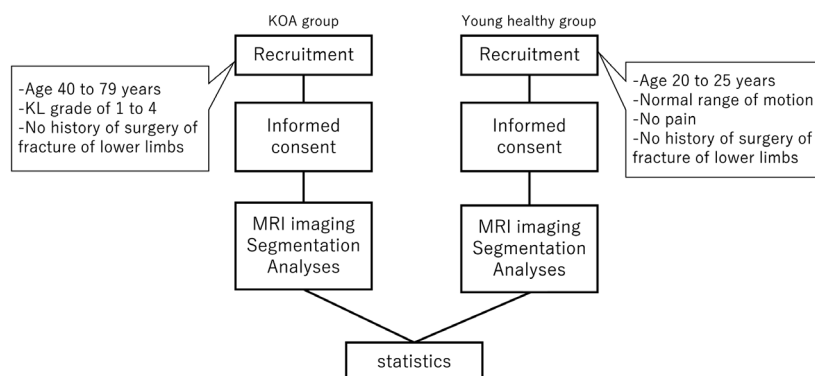 KOA group
Young healthy group
Recruitment
Recruitment
-Age 40 to 79 years
-KL grade of 1 to 4
-No history of surgery of
fracture of lower limbs
-Age 20 to 25 years
-Normal range of motion
-No pain
-No history of surgery of
fracture of lower limbs
Informed
consent
Informed
consent
MRI imaging
Segmentation
Analyses
MRI imaging
Segmentation
Analyses
statistics